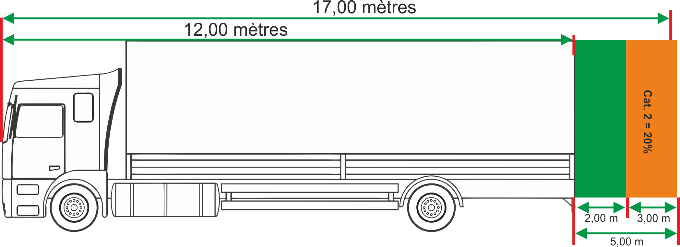 17,00 mètres
12,00 mètres
Cat. 2 = 20%
2,00 m
3,00 m
5,00 m